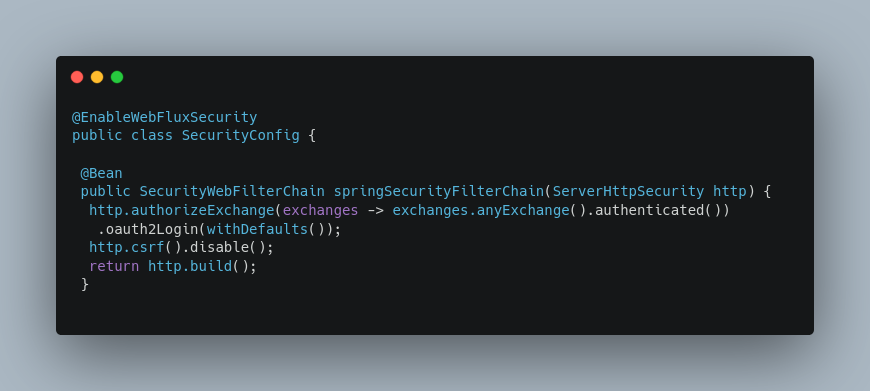 @EnableWebFluxSecurity
public class SecurityConfig {
@Bean
public SecurityWebFilterChain springSecurityFilterChain(ServerHttpSecurity http) {
http.authorizeExchange(exchanges -> exchanges.anyExchange().authenticated())
.oauth2Login(withDefaults());
http.csrf().disable();
return http.build();
}